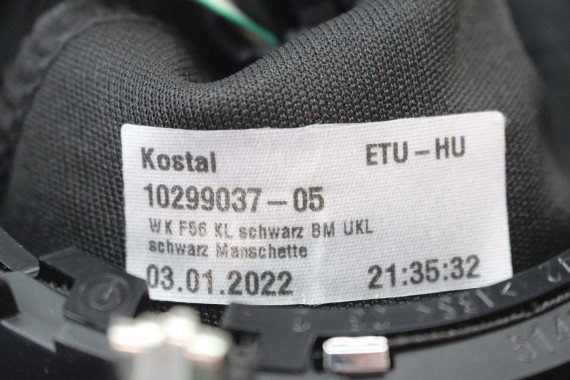 Kostal ETU-HU
10299037-05
WK F56 KL schwarz BM UKL
schwarz Manschette
03.01.2022 21:35:32